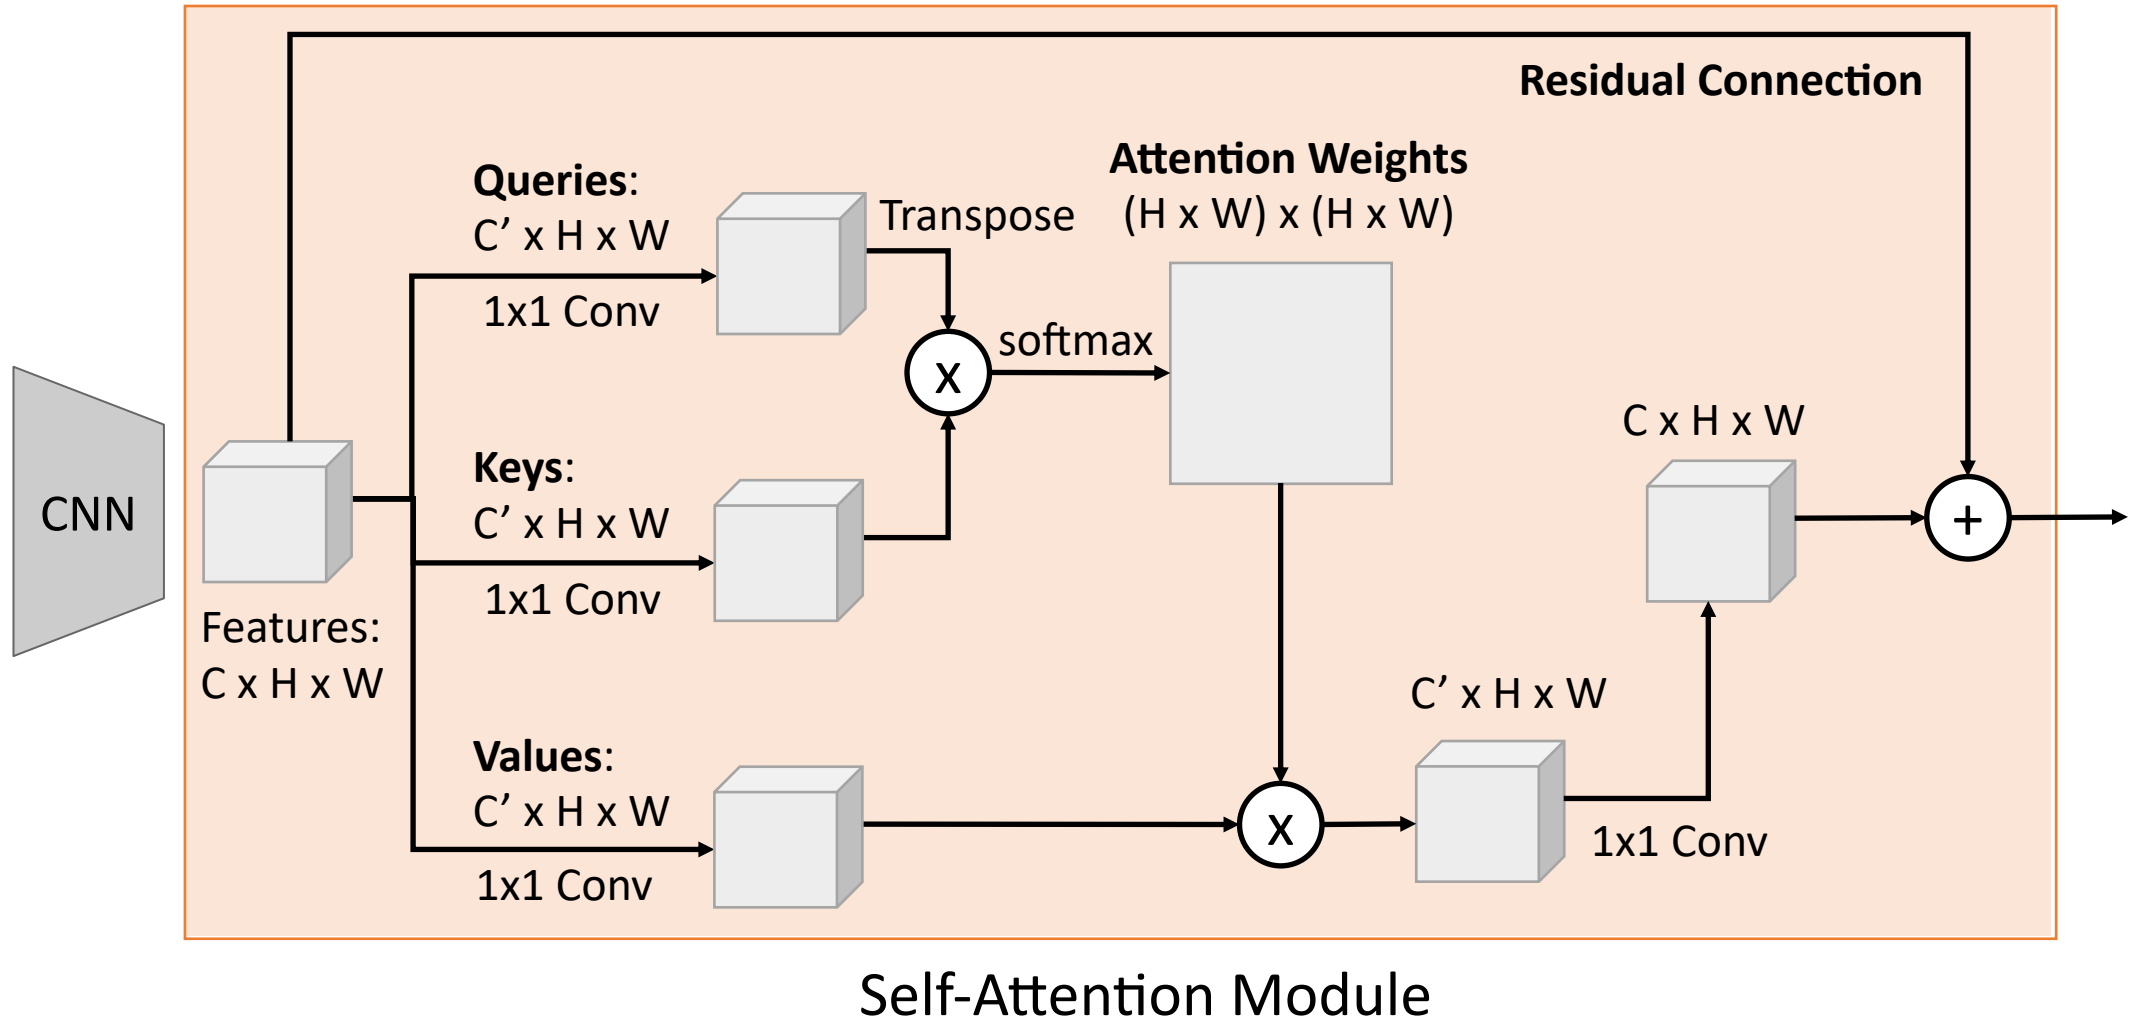 Residual Connection
Attention Weights
(H x W) x (H x W)
Queries:
C’ x H x W
1x1 Conv
Transpose
x
softmax
Keys:
C’ x H x W
1x1 Conv
CNN
Features:
C x H x W
Values:
C’ x H x W
1x1 Conv
x
C’ x H x W
1x1 Conv
C x H x W
+
Self-Attention Module